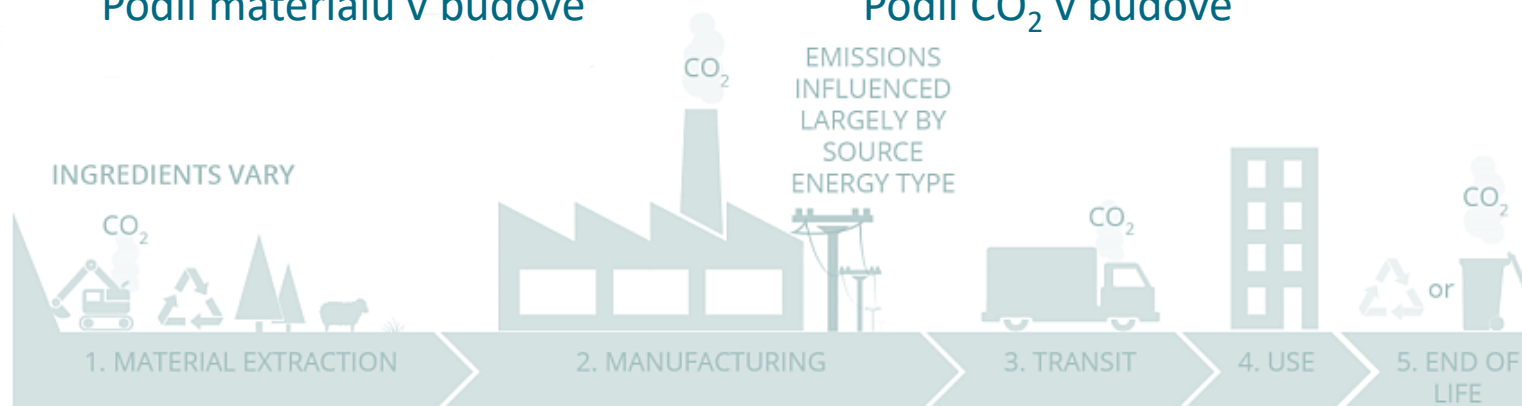 Podíl materiálu v budově
Podíl CO₂ v budově
CO₂
EMISSIONS
INFLUENCED
LARGELY BY
SOURCE
ENERGY TYPE
INGREDIENTS VARY
CO₂
CO₂
CO₂
or
1. MATERIAL EXTRACTION
2. MANUFACTURING
3. TRANSIT
4. USE
5. END OF
LIFE